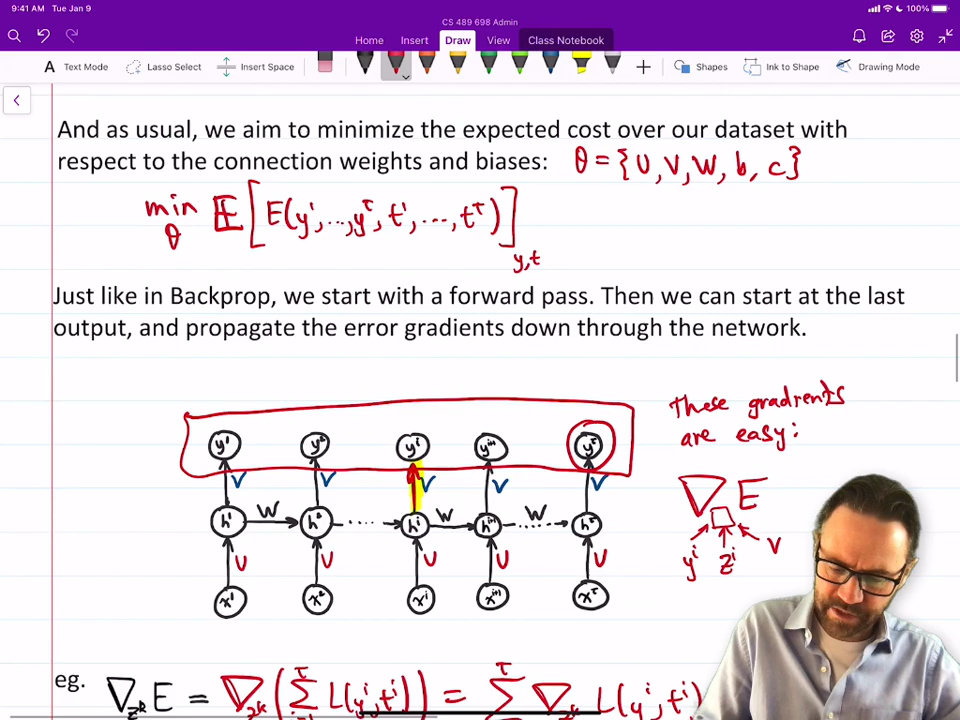 9:41 AM Tue Jan 9
100%
CS 489 698 Admin
Home Insert Draw View Class Notebook
Text Mode Lasso Select Insert Space Shapes Ink to Shape Drawing Mode
And as usual, we aim to minimize the expected cost over our dataset with
respect to the connection weights and biases: θ = {U, V, W, b, c}
min θ 𝔼[E(y¹, ..., y^τ, t¹, ..., t^τ)] y,t
Just like in Backprop, we start with a forward pass. Then we can start at the last
output, and propagate the error gradients down through the network.
These gradients
are easy:
y¹ y² yⁱ yⁱ⁺¹ y^τ
V V V V V
∇ E
h¹ W h² .... hⁱ W hⁱ⁺¹ W h^τ
yⁱ zⁱ V
U U U U U
x¹ x² xⁱ xⁱ⁺¹ x^τ
eg. ∇_{z^k} E = ∇_{z^k} (Σ^τ L(yⁱ, tⁱ)) = Σ^τ ∇_{z^k} L(yⁱ, tⁱ)